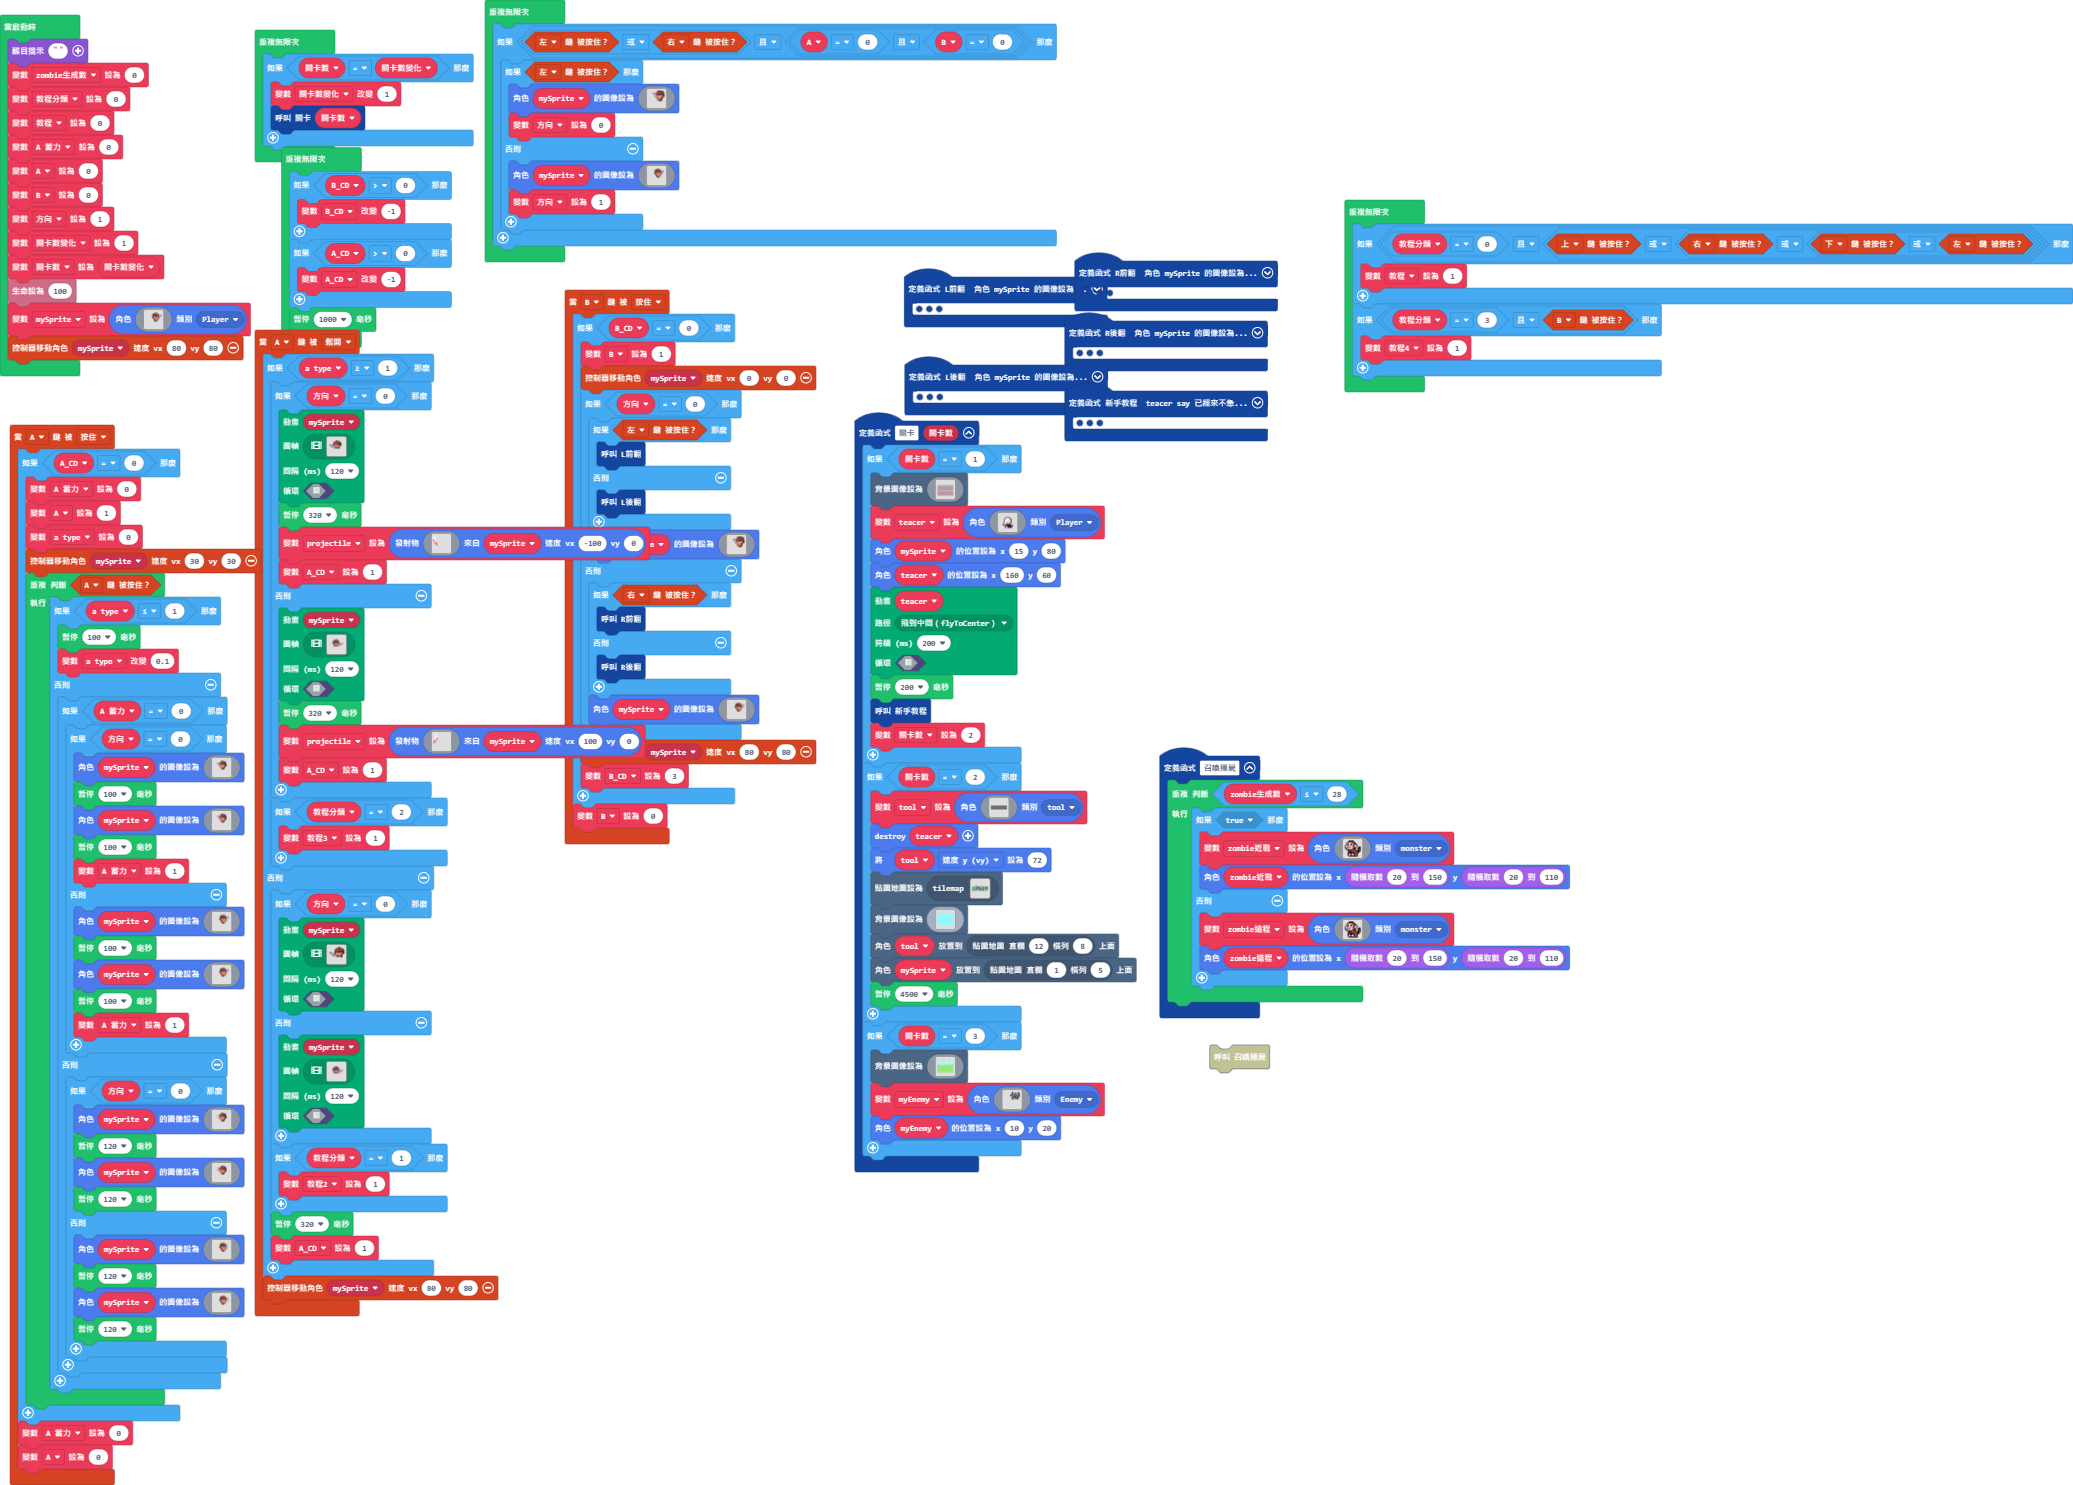 當啟動時
醒目提示 " "
變數 zombie生成數 設為 0
變數 教程分類 設為 0
變數 教程 設為 0
變數 A 蓄力 設為 0
變數 A 設為 0
變數 B 設為 0
變數 方向 設為 1
變數 關卡數變化 設為 1
變數 關卡數 設為 關卡數變化
生命設為 100
變數 mySprite 設為 角色 類別 Player
控制器移動角色 mySprite 速度 vx 80 vy 80
重複無限次
如果 關卡數 = 關卡數變化 那麼
變數 關卡數變化 改變 1
呼叫 關卡 關卡數
重複無限次
如果 B_CD > 0 那麼
變數 B_CD 改變 -1
如果 A_CD > 0 那麼
變數 A_CD 改變 -1
暫停 1000 毫秒
重複無限次
如果 左 鍵 被按住？ 或 右 鍵 被按住？ 且 A = 0 且 B = 0 那麼
如果 左 鍵 被按住？ 那麼
角色 mySprite 的圖像設為
變數 方向 設為 0
否則
角色 mySprite 的圖像設為
變數 方向 設為 1
重複無限次
如果 教程分類 = 0 且 上 鍵 被按住？ 或 右 鍵 被按住？ 或 下 鍵 被按住？ 或 左 鍵 被按住？ 那麼
變數 教程 設為 1
如果 教程分類 = 3 且 B 鍵 被按住？ 那麼
變數 教程4 設為 1
當 A 鍵 被 按住
如果 A_CD = 0 那麼
變數 A 蓄力 設為 0
變數 A 設為 1
變數 a type 設為 0
控制器移動角色 mySprite 速度 vx 30 vy 30
重複 判斷 A 鍵 被按住？
執行
如果 a type ≤ 1 那麼
暫停 100 毫秒
變數 a type 改變 0.1
否則
如果 A 蓄力 = 0 那麼
如果 方向 = 0 那麼
角色 mySprite 的圖像設為
暫停 100 毫秒
角色 mySprite 的圖像設為
暫停 100 毫秒
變數 A 蓄力 設為 1
否則
角色 mySprite 的圖像設為
暫停 100 毫秒
角色 mySprite 的圖像設為
暫停 100 毫秒
變數 A 蓄力 設為 1
否則
如果 方向 = 0 那麼
角色 mySprite 的圖像設為
暫停 120 毫秒
角色 mySprite 的圖像設為
暫停 120 毫秒
否則
角色 mySprite 的圖像設為
暫停 120 毫秒
角色 mySprite 的圖像設為
暫停 120 毫秒
變數 A 蓄力 設為 0
變數 A 設為 0
當 A 鍵 被 鬆開
如果 a type ≥ 1 那麼
如果 方向 = 0 那麼
動畫 mySprite
圖幀
間隔 (ms) 120
循環
暫停 320 毫秒
變數 projectile 設為 發射物 來自 mySprite 速度 vx -100 vy 0
變數 A_CD 設為 1
否則
動畫 mySprite
圖幀
間隔 (ms) 120
循環
暫停 320 毫秒
變數 projectile 設為 發射物 來自 mySprite 速度 vx 100 vy 0
變數 A_CD 設為 1
如果 教程分類 = 2 那麼
變數 教程3 設為 1
否則
如果 方向 = 0 那麼
動畫 mySprite
圖幀
間隔 (ms) 120
循環
否則
動畫 mySprite
圖幀
間隔 (ms) 120
循環
如果 教程分類 = 1 那麼
變數 教程2 設為 1
暫停 320 毫秒
變數 A_CD 設為 1
控制器移動角色 mySprite 速度 vx 80 vy 80
當 B 鍵 被 按住
如果 B_CD = 0 那麼
變數 B 設為 1
控制器移動角色 mySprite 速度 vx 0 vy 0
如果 方向 = 0 那麼
如果 左 鍵 被按住？ 那麼
呼叫 L前翻
否則
呼叫 L後翻
e 的圖像設為
否則
如果 右 鍵 被按住？ 那麼
呼叫 R前翻
否則
呼叫 R後翻
角色 mySprite 的圖像設為
mySprite 速度 vx 80 vy 80
變數 B_CD 設為 3
變數 B 設為 0
定義函式 L前翻 角色 mySprite 的圖像設為
定義函式 R前翻 角色 mySprite 的圖像設為...
定義函式 R後翻 角色 mySprite 的圖像設為...
定義函式 L後翻 角色 mySprite 的圖像設為...
定義函式 新手教程 teacer say 已經來不急...
定義函式 關卡 關卡數
如果 關卡數 = 1 那麼
背景圖像設為
變數 teacer 設為 角色 類別 Player
角色 mySprite 的位置設為 x 15 y 80
角色 teacer 的位置設為 x 160 y 60
動畫 teacer
路徑 飛到中間 ( flyToCenter )
持續 (ms) 200
循環
暫停 200 毫秒
呼叫 新手教程
變數 關卡數 設為 2
如果 關卡數 = 2 那麼
變數 tool 設為 角色 類別 tool
destroy teacer
將 tool 速度 y (vy) 設為 72
貼圖地圖設為 tilemap
背景圖像設為
角色 tool 放置到 貼圖地圖 直欄 12 橫列 8 上面
角色 mySprite 放置到 貼圖地圖 直欄 1 橫列 5 上面
暫停 4500 毫秒
如果 關卡數 = 3 那麼
背景圖像設為
變數 myEnemy 設為 角色 類別 Enemy
角色 myEnemy 的位置設為 x 10 y 20
定義函式 召喚殭屍
重複 判斷 zombie生成數 ≤ 28
執行
如果 true 那麼
變數 zombie近戰 設為 角色 類別 monster
角色 zombie近戰 的位置設為 x 隨機取數 20 到 150 y 隨機取數 20 到 110
否則
變數 zombie遠程 設為 角色 類別 monster
角色 zombie遠程 的位置設為 x 隨機取數 20 到 150 y 隨機取數 20 到 110
呼叫 召喚殭屍